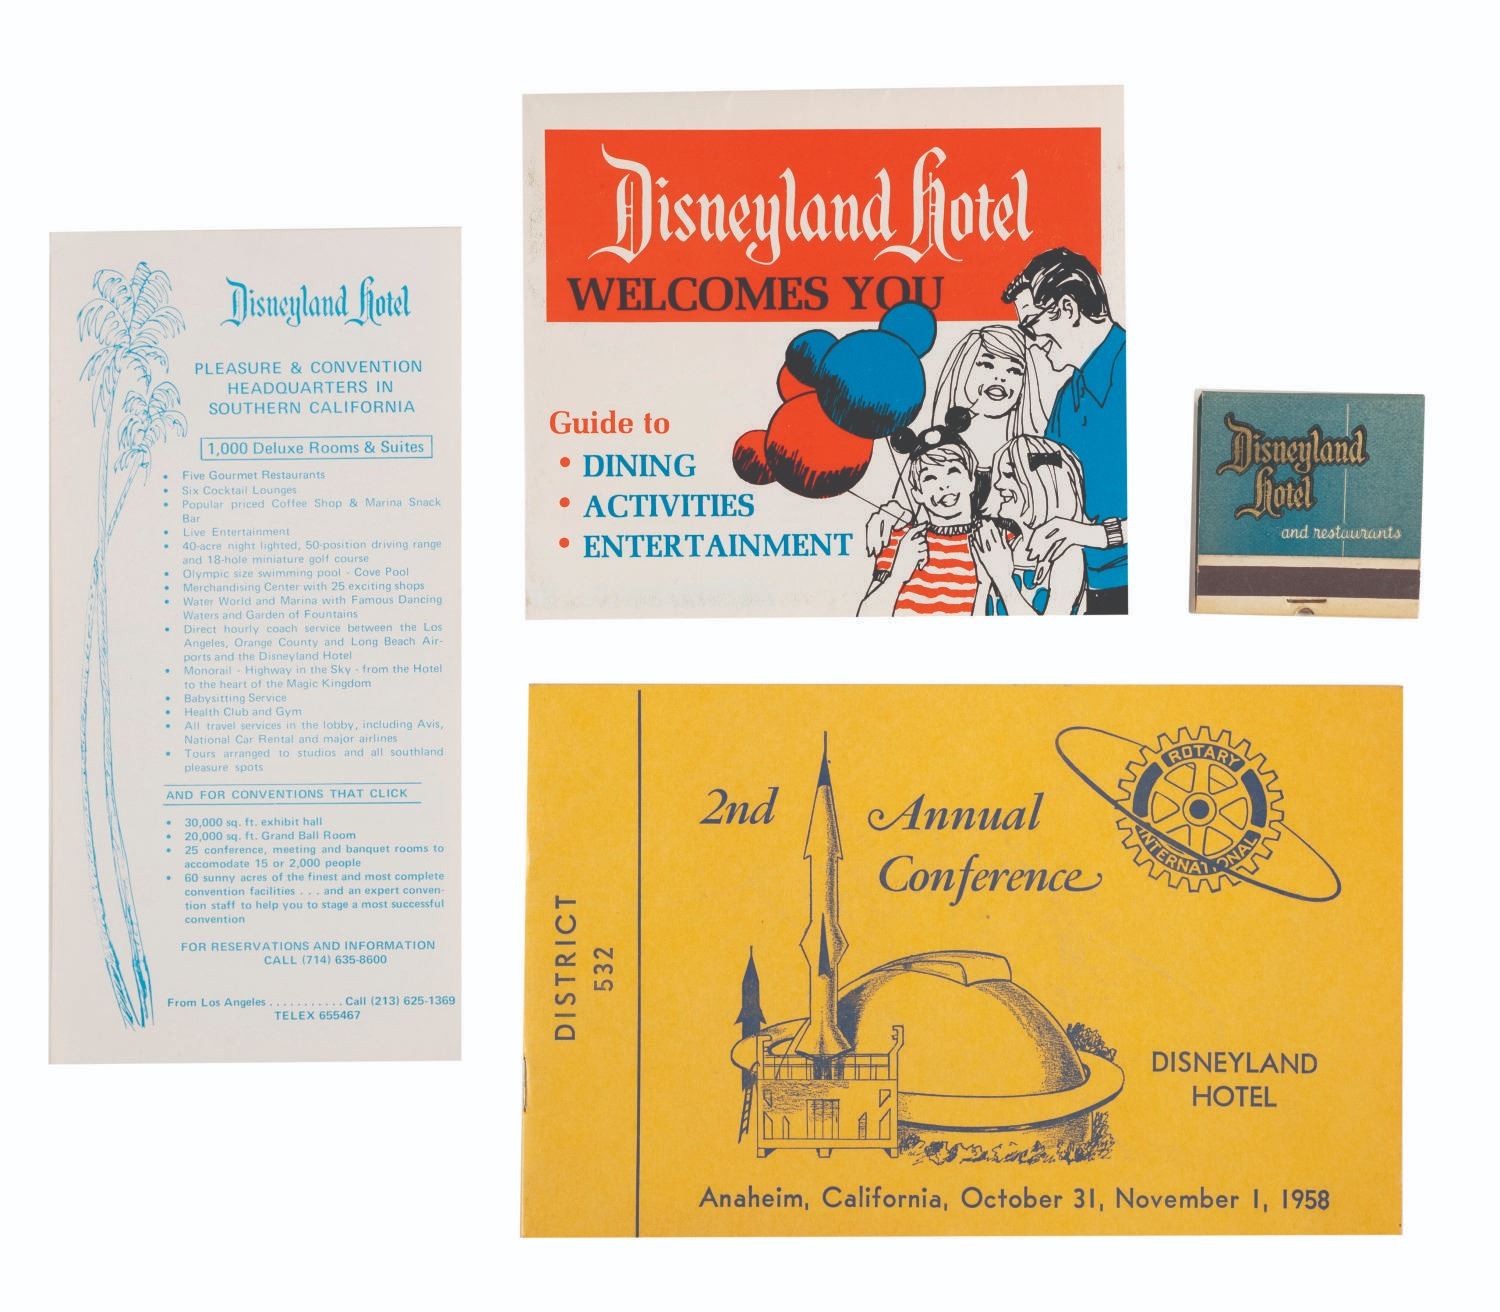 Disneyland Hotel
PLEASURE & CONVENTION
HEADQUARTERS IN
SOUTHERN CALIFORNIA
1,000 Deluxe Rooms & Suites
• Five Gourmet Restaurants
• Six Cocktail Lounges
• Popular priced Coffee Shop & Marina Snack
Bar
• Live Entertainment
• 40-acre night lighted, 50-position driving range
and 18-hole miniature golf course
• Olympic size swimming pool - Cove Pool
• Merchandising Center with 25 exciting shops
• Water World and Marina with Famous Dancing
Waters and Garden of Fountains
• Direct hourly coach service between the Los
Angeles, Orange County and Long Beach Air-
ports and the Disneyland Hotel
• Monorail - Highway in the Sky - from the Hotel
to the heart of the Magic Kingdom
• Babysitting Service
• Health Club and Gym
• All travel services in the lobby, including Avis,
National Car Rental and major airlines
• Tours arranged to studios and all southland
pleasure spots
AND FOR CONVENTIONS THAT CLICK
• 30,000 sq. ft. exhibit hall
• 20,000 sq. ft. Grand Ball Room
• 25 conference, meeting and banquet rooms to
accomodate 15 or 2,000 people
• 60 sunny acres of the finest and most complete
convention facilities . . . and an expert conven-
tion staff to help you to stage a most successful
convention
FOR RESERVATIONS AND INFORMATION
CALL (714) 635-8600
From Los Angeles . . . . . . . . . . . Call (213) 625-1369
TELEX 655467
Disneyland Hotel
WELCOMES YOU
Guide to
• DINING
• ACTIVITIES
• ENTERTAINMENT
Disneyland
Hotel
and restaurants
DISTRICT
532
2nd Annual
Conference
ROTARY
INTERNATIONAL
DISNEYLAND
HOTEL
Anaheim, California, October 31, November 1, 1958